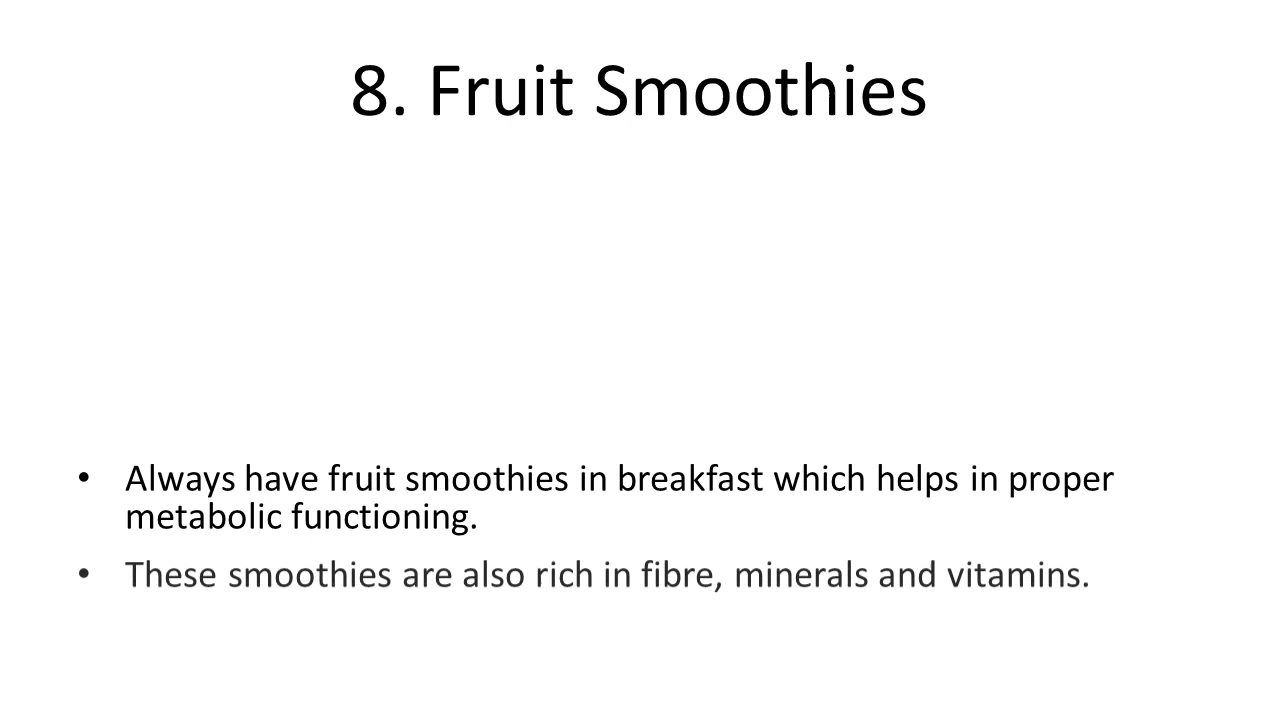 8. Fruit Smoothies
• Always have fruit smoothies in breakfast which helps in proper
metabolic functioning.
• These smoothies are also rich in fibre, minerals and vitamins.